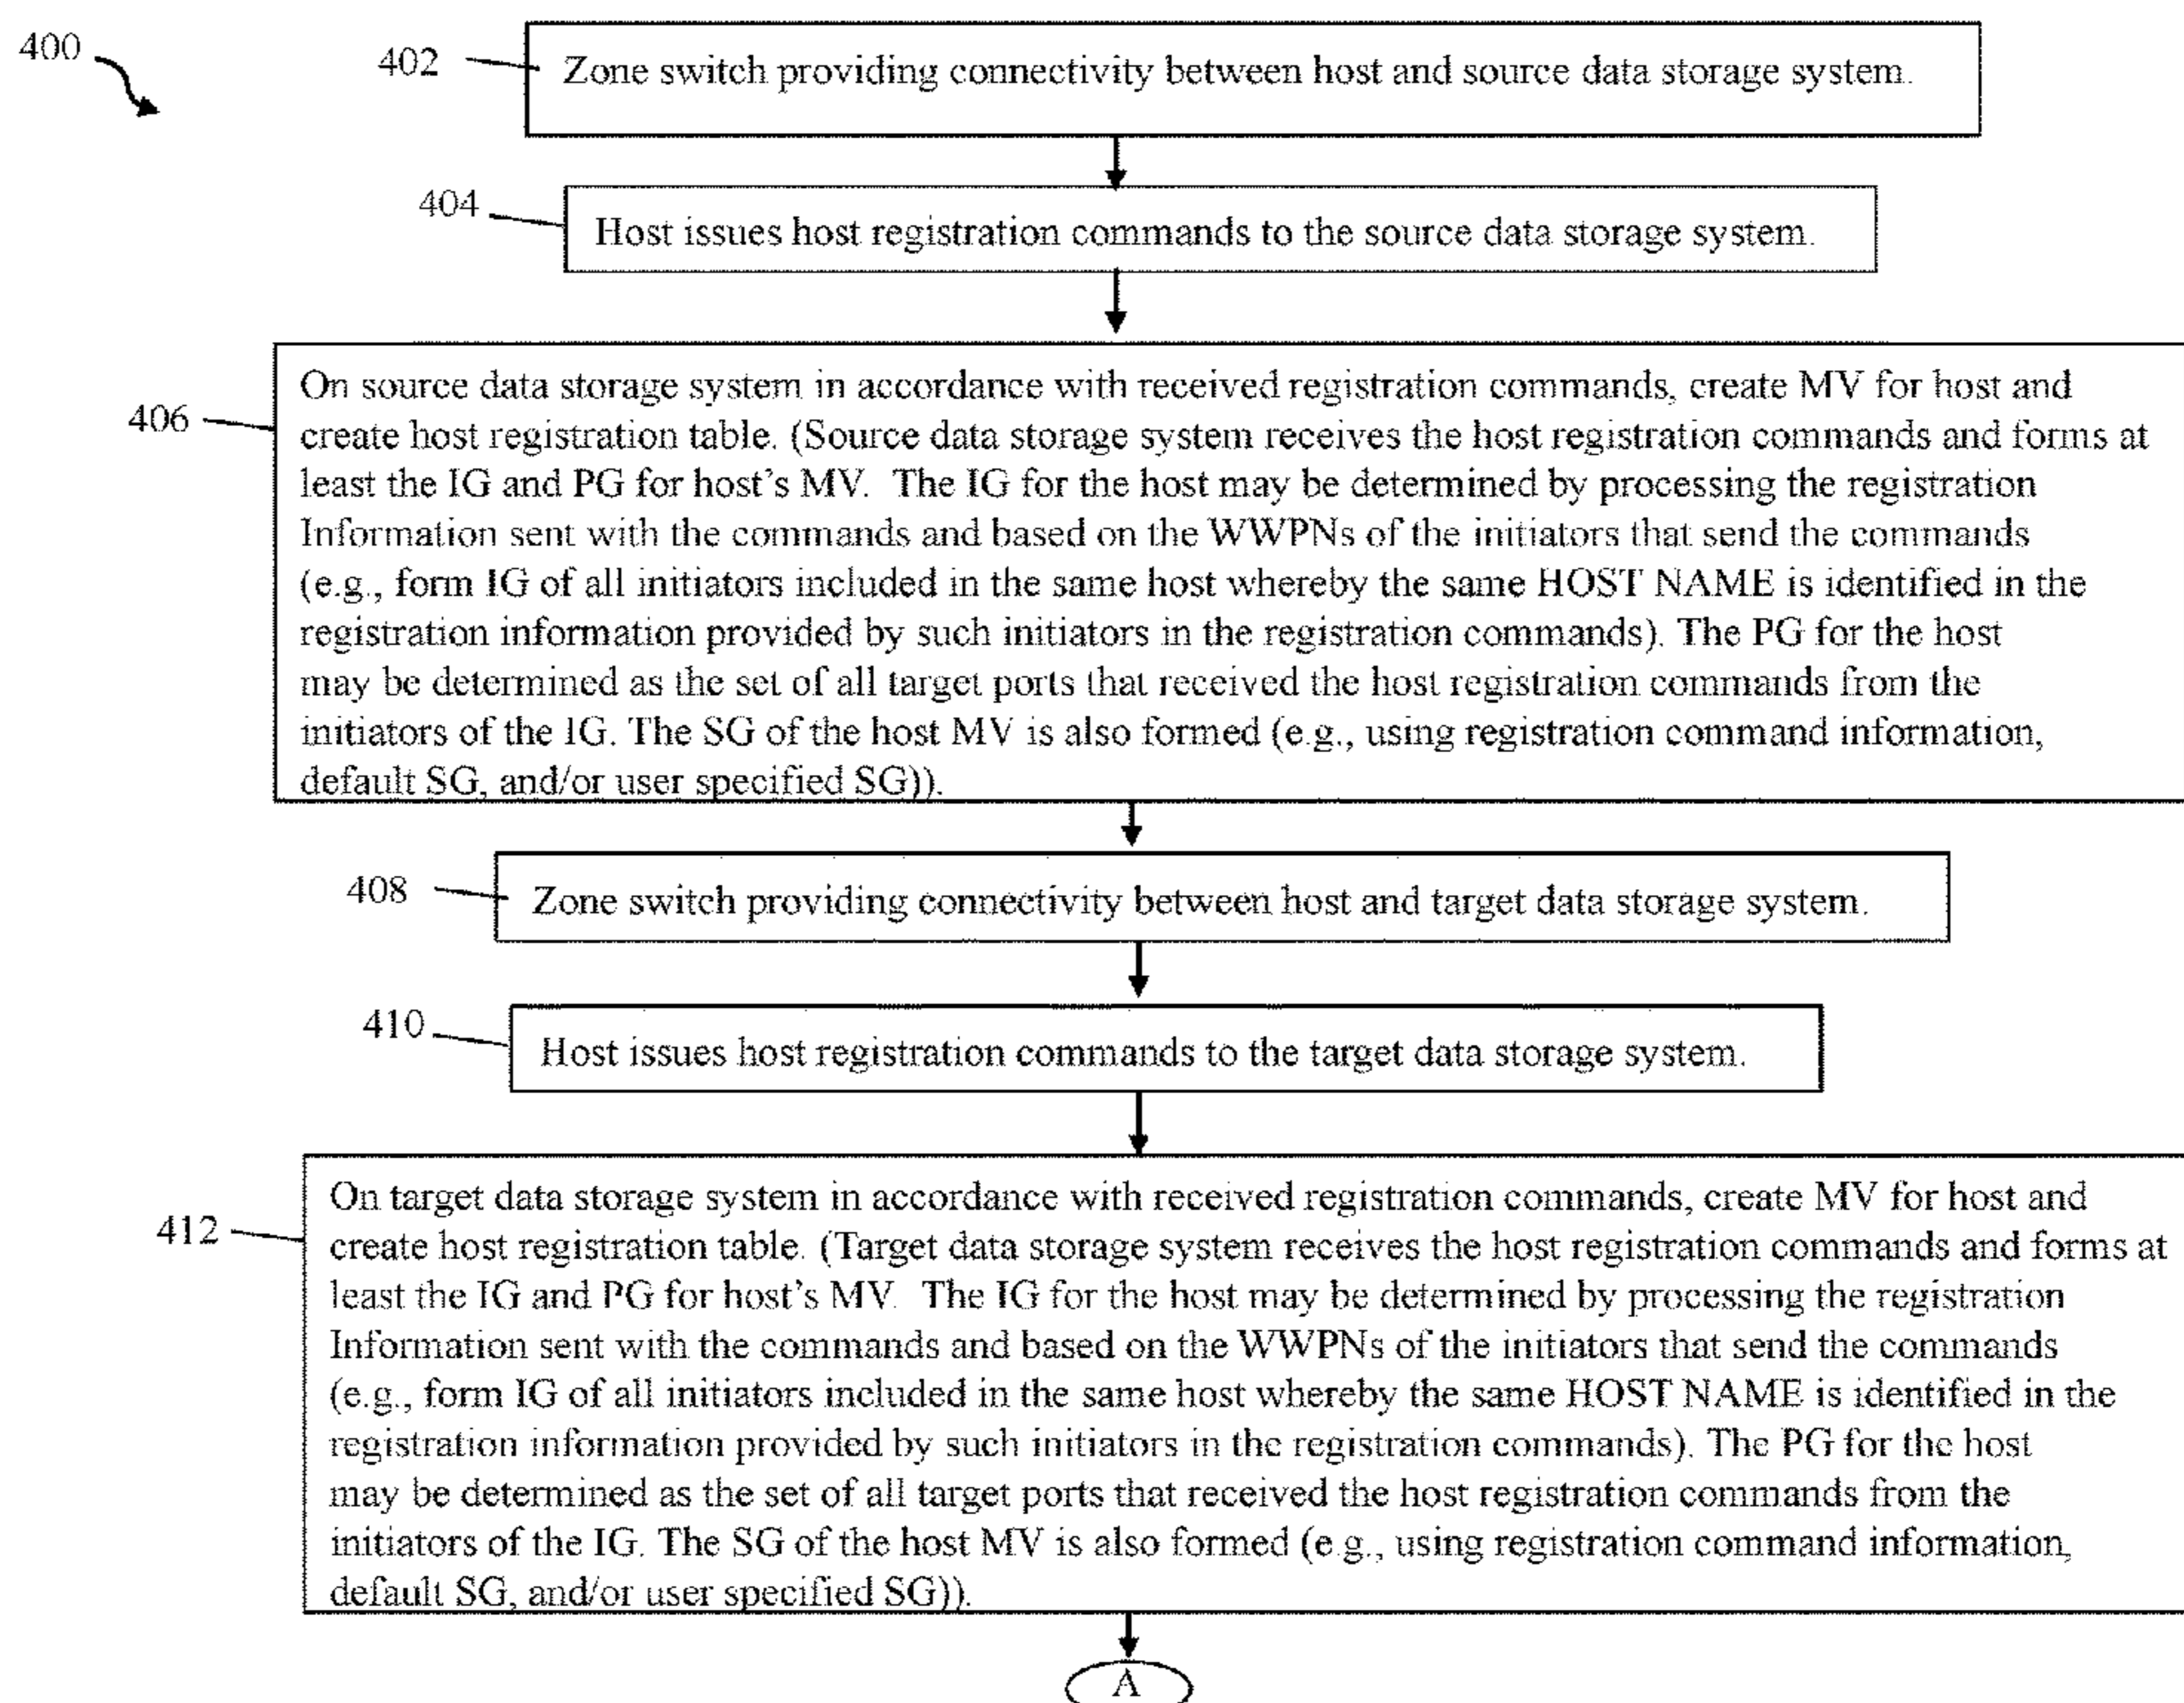 400
402
Zone switch providing connectivity between host and source data storage system.
404
Host issues host registration commands to the source data storage system.
406
On source data storage system in accordance with received registration commands, create MV for host and
create host registration table. (Source data storage system receives the host registration commands and forms at
least the IG and PG for host's MV. The IG for the host may be determined by processing the registration
Information sent with the commands and based on the WWPNs of the initiators that send the commands
(e.g., form IG of all initiators included in the same host whereby the same HOST NAME is identified in the
registration information provided by such initiators in the registration commands). The PG for the host
may be determined as the set of all target ports that received the host registration commands from the
initiators of the IG. The SG of the host MV is also formed (e.g., using registration command information,
default SG, and/or user specified SG)).
408
Zone switch providing connectivity between host and target data storage system.
410
Host issues host registration commands to the target data storage system.
412
On target data storage system in accordance with received registration commands, create MV for host and
create host registration table. (Target data storage system receives the host registration commands and forms at
least the IG and PG for host's MV. The IG for the host may be determined by processing the registration
Information sent with the commands and based on the WWPNs of the initiators that send the commands
(e.g., form IG of all initiators included in the same host whereby the same HOST NAME is identified in the
registration information provided by such initiators in the registration commands). The PG for the host
may be determined as the set of all target ports that received the host registration commands from the
initiators of the IG. The SG of the host MV is also formed (e.g., using registration command information,
default SG, and/or user specified SG)).
A